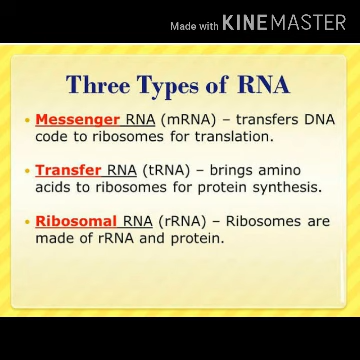 Made with KINEMASTER
Three Types of RNA
• Messenger RNA (mRNA) – transfers DNA
code to ribosomes for translation.
• Transfer RNA (tRNA) – brings amino
acids to ribosomes for protein synthesis.
• Ribosomal RNA (rRNA) – Ribosomes are
made of rRNA and protein.